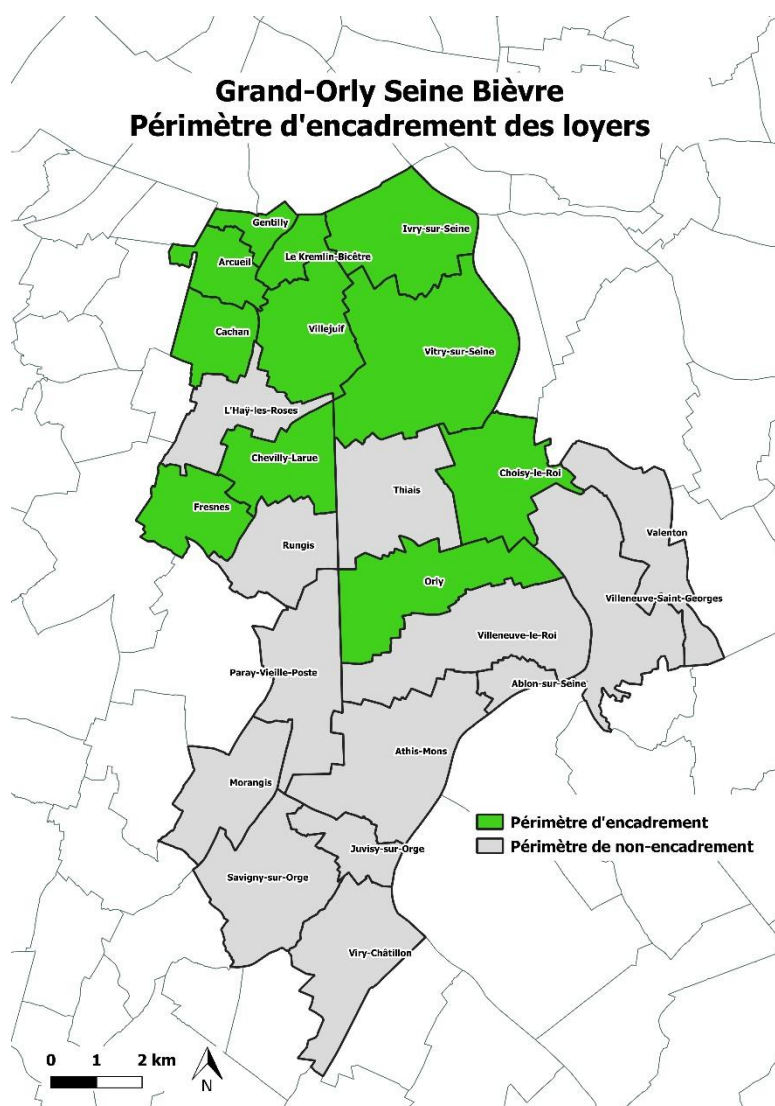 Grand-Orly Seine Bièvre
Périmètre d'encadrement des loyers
Gentilly
Ivry-sur-Seine
Le Kremlin-Bicêtre
Arcueil
Cachan
Villejuif
Vitry-sur-Seine
L'Haÿ-les-Roses
Chevilly-Larue
Choisy-le-Roi
Thiais
Fresnes
Valenton
Rungis
Orly
Villeneuve-Saint-Georges
Villeneuve-le-Roi
Paray-Vieille-Poste
Ablon-sur-Seine
Athis-Mons
Morangis
Périmètre d'encadrement
Périmètre de non-encadrement
Juvisy-sur-Orge
Savigny-sur-Orge
Viry-Châtillon
0 1 2 km
N